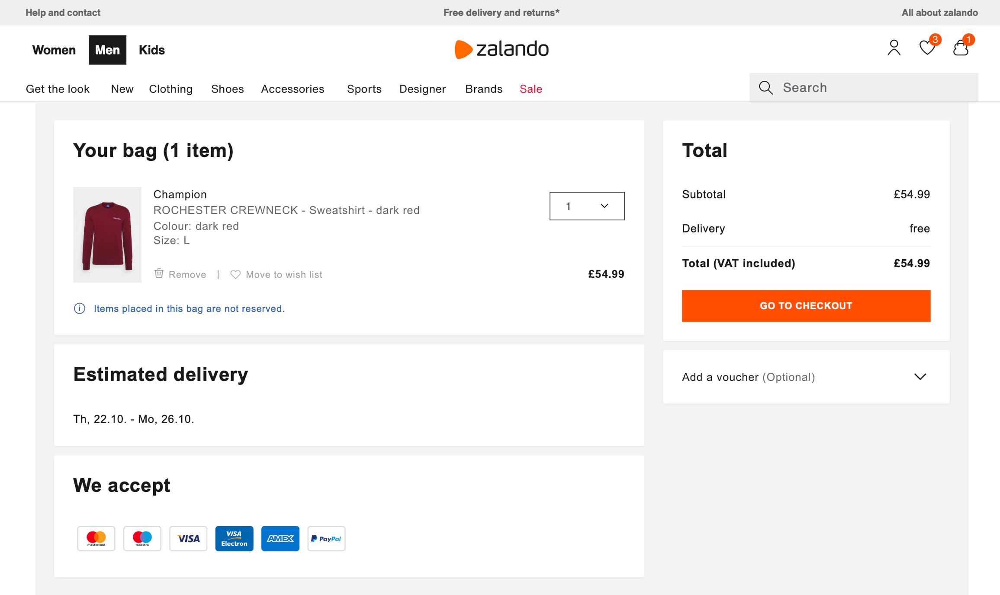 Help and contact
Free delivery and returns*
All about zalando
Women
Men
Kids
zalando
3
1
Get the look
New
Clothing
Shoes
Accessories
Sports
Designer
Brands
Sale
Search
Your bag (1 item)
Champion
ROCHESTER CREWNECK - Sweatshirt - dark red
Colour: dark red
Size: L
1
Remove | Move to wish list
£54.99
Items placed in this bag are not reserved.
Total
Subtotal £54.99
Delivery free
Total (VAT included) £54.99
GO TO CHECKOUT
Add a voucher (Optional)
Estimated delivery
Th, 22.10. - Mo, 26.10.
We accept
mastercard
maestro
VISA
VISA
Electron
AMEX
PayPal